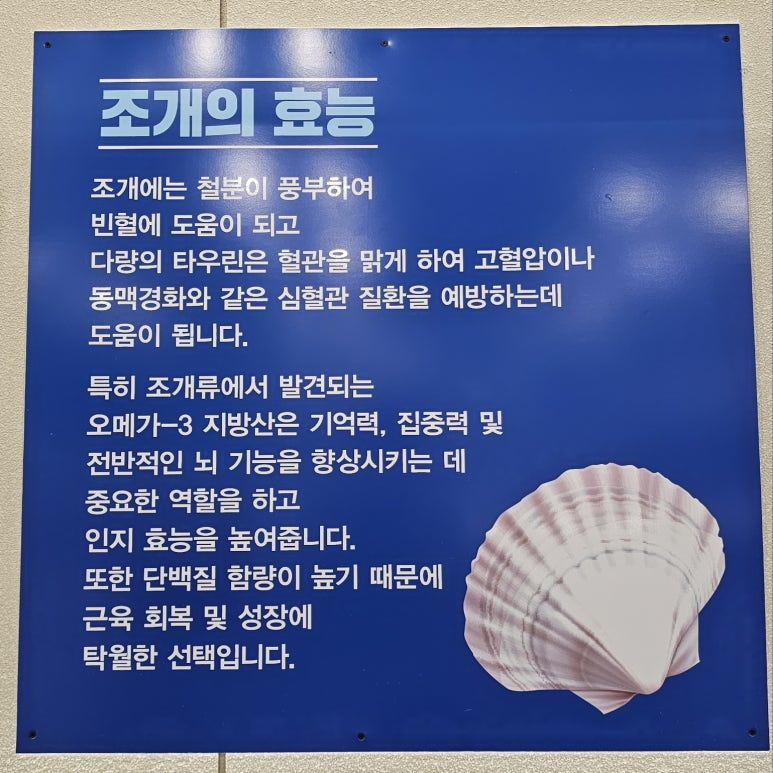 조개의 효능
조개에는 철분이 풍부하여
빈혈에 도움이 되고
다량의 타우린은 혈관을 맑게 하여 고혈압이나
동맥경화와 같은 심혈관 질환을 예방하는데
도움이 됩니다.
특히 조개류에서 발견되는
오메가-3 지방산은 기억력, 집중력 및
전반적인 뇌 기능을 향상시키는 데
중요한 역할을 하고
인지 효능을 높여줍니다.
또한 단백질 함량이 높기 때문에
근육 회복 및 성장에
탁월한 선택입니다.